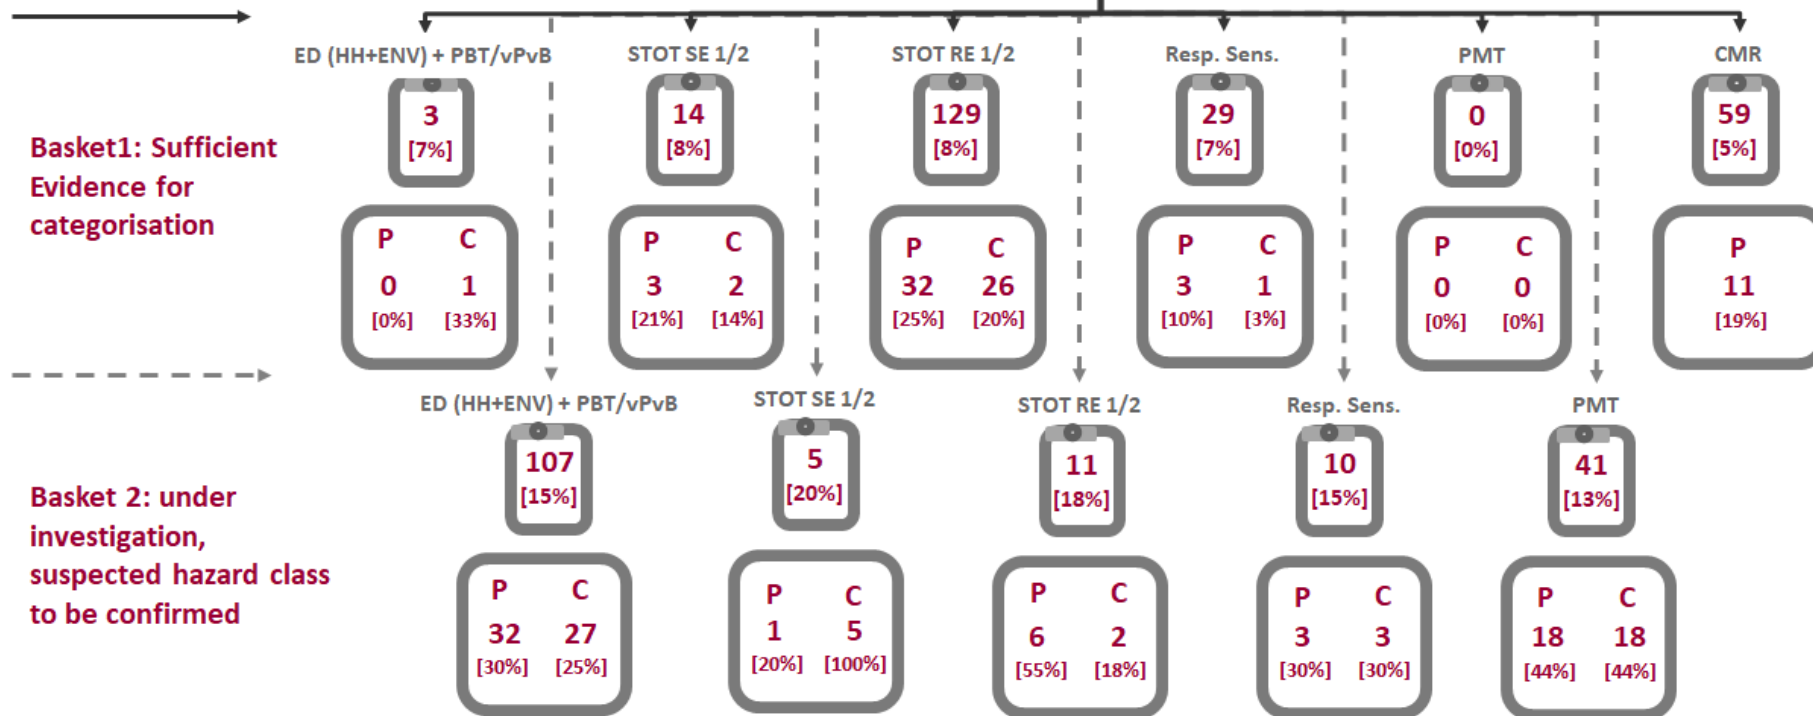 ED (HH+ENV) + PBT/vPvB STOT SE 1/2 STOT RE 1/2 Resp. Sens. PMT CMR
3 14 129 29 0 59
[7%] [8%] [8%] [7%] [0%] [5%]
Basket1: Sufficient
Evidence for
categorisation
P C P C P C P C P C P
0 1 3 2 32 26 3 1 0 0 11
[0%] [33%] [21%] [14%] [25%] [20%] [10%] [3%] [0%] [0%] [19%]
ED (HH+ENV) + PBT/vPvB STOT SE 1/2 STOT RE 1/2 Resp. Sens. PMT
107 5 11 10 41
[15%] [20%] [18%] [15%] [13%]
Basket 2: under
investigation,
suspected hazard class
to be confirmed
P C P C P C P C P C
32 27 1 5 6 2 3 3 18 18
[30%] [25%] [20%] [100%] [55%] [18%] [30%] [30%] [44%] [44%]